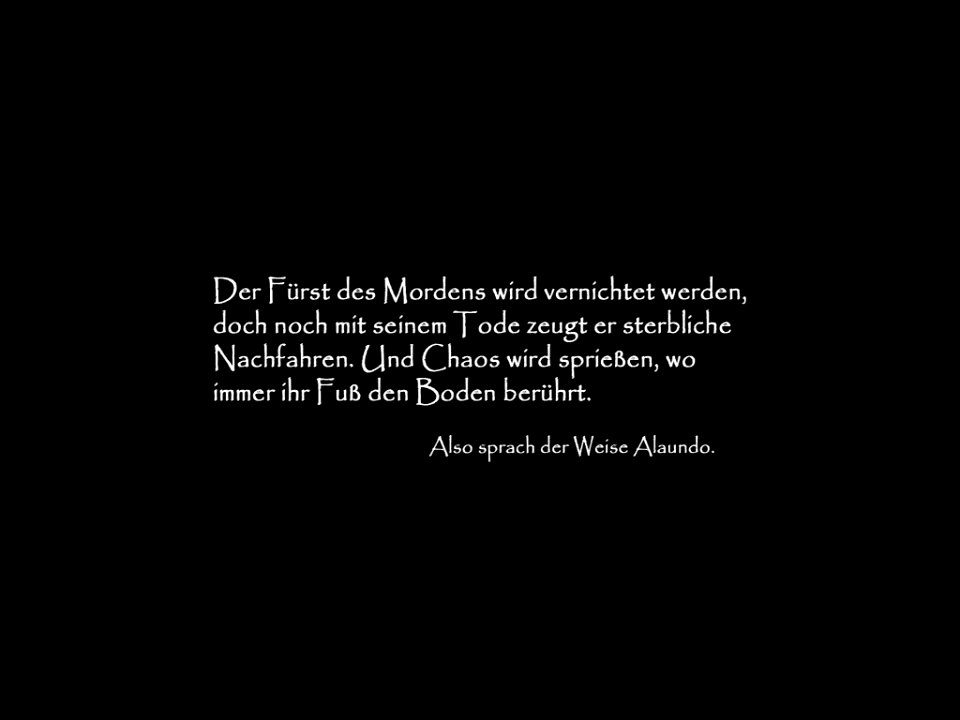 Der Fürst des Mordens wird vernichtet werden,
doch noch mit seinem Tode zeugt er sterbliche
Nachfahren. Und Chaos wird sprießen, wo
immer ihr Fuß den Boden berührt.
Also sprach der Weise Alaundo.